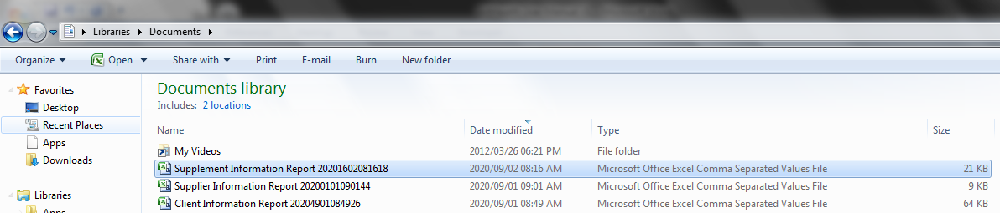 Libraries Documents
Organize Open Share with Print E-mail Burn New folder
Favorites
Desktop
Recent Places
Apps
Downloads
Libraries
Documents library
Includes: 2 locations
Name Date modified Type Size
My Videos 2012/03/26 06:21 PM File folder
Supplement Information Report 20201602081618 2020/09/02 08:16 AM Microsoft Office Excel Comma Separated Values File 21 KB
Supplier Information Report 20200101090144 2020/09/01 09:01 AM Microsoft Office Excel Comma Separated Values File 9 KB
Client Information Report 20204901084926 2020/09/01 08:49 AM Microsoft Office Excel Comma Separated Values File 64 KB